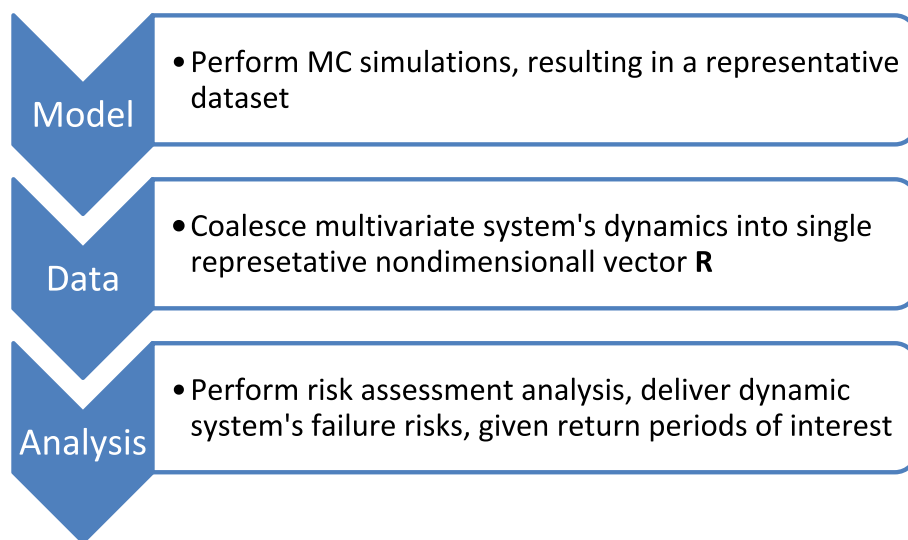 Model
• Perform MC simulations, resulting in a representative
dataset
Data
• Coalesce multivariate system's dynamics into single
represetative nondimensionall vector R
Analysis
• Perform risk assessment analysis, deliver dynamic
system's failure risks, given return periods of interest